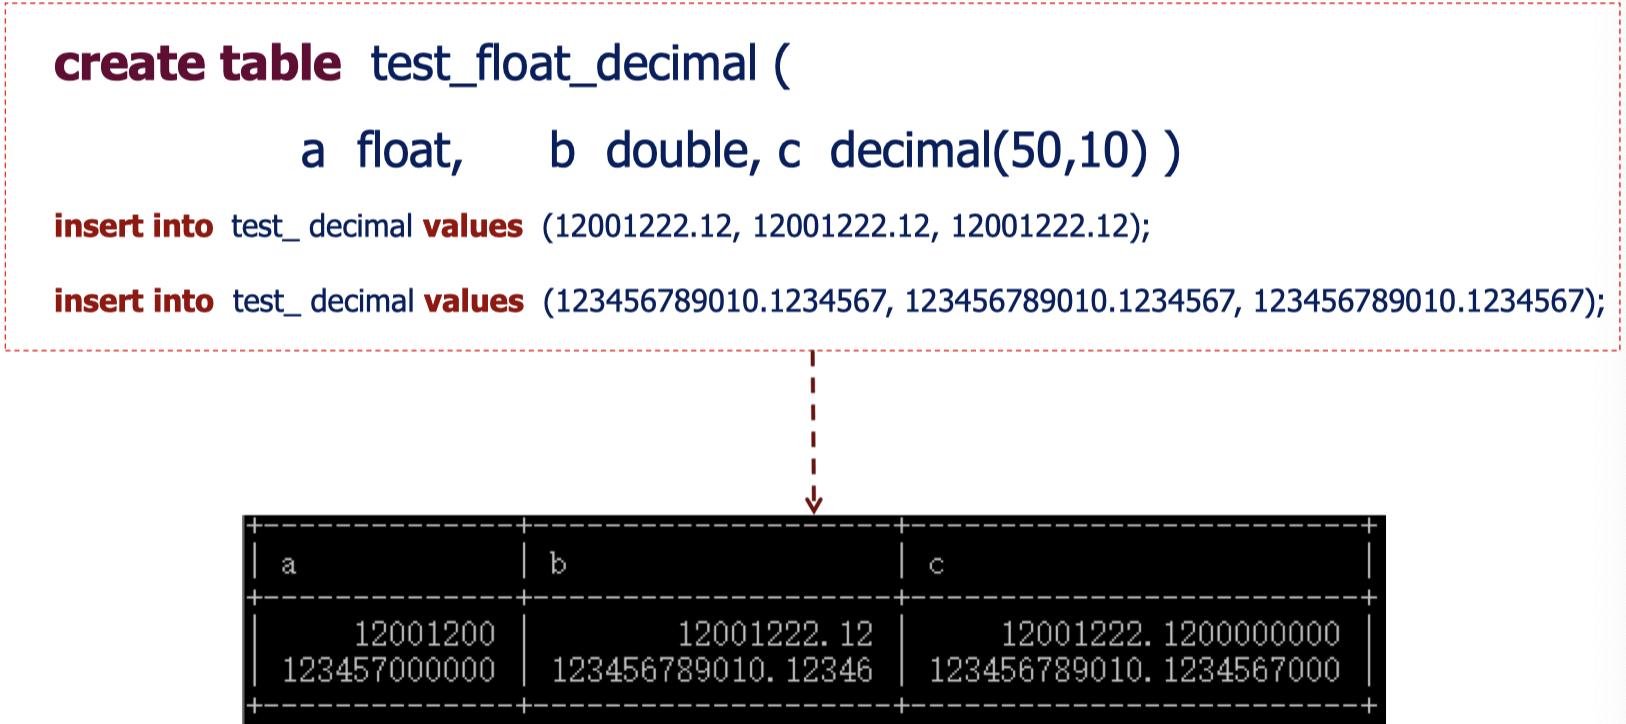 create table test_float_decimal (
a float, b double, c decimal(50,10) )
insert into test_ decimal values (12001222.12, 12001222.12, 12001222.12);
insert into test_ decimal values (123456789010.1234567, 123456789010.1234567, 123456789010.1234567);
a b c
12001200 12001222.12 12001222.1200000000
123457000000 123456789010.12346 123456789010.1234567000